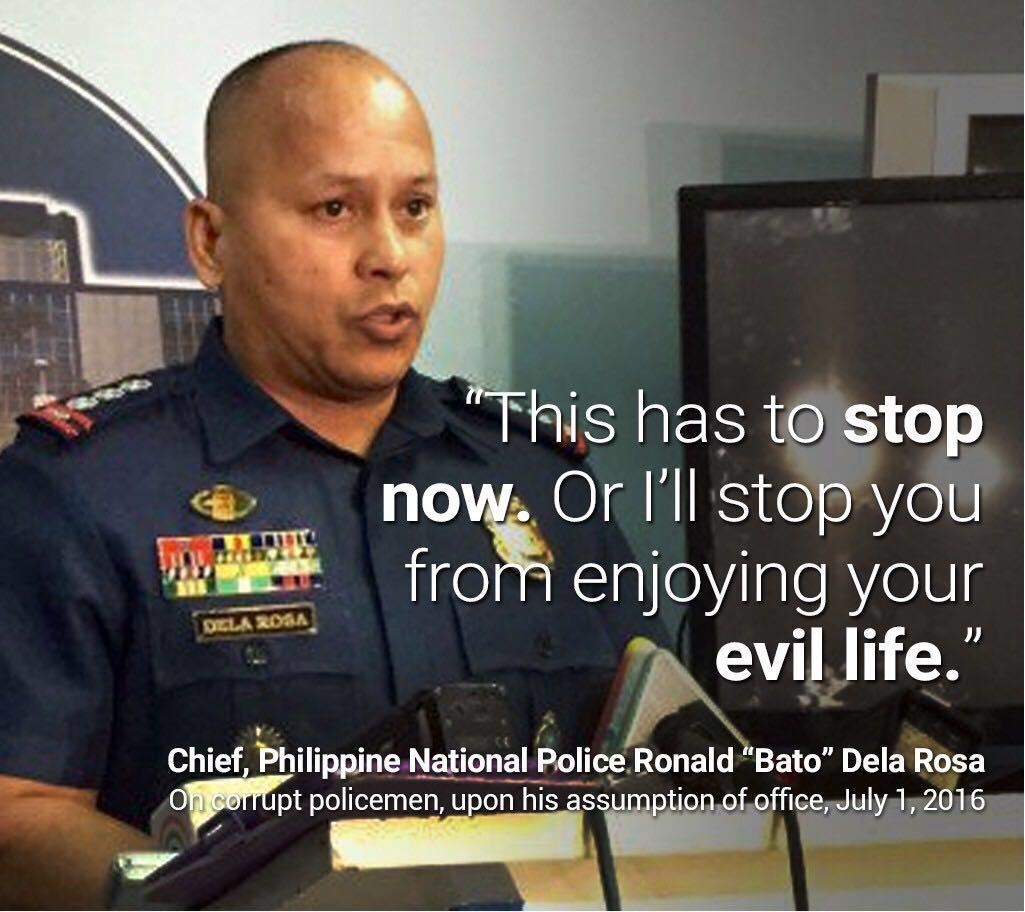 “This has to stop
now. Or I’ll stop you
from enjoying your
evil life.”
DELA ROSA
Chief, Philippine National Police Ronald “Bato” Dela Rosa
On corrupt policemen, upon his assumption of office, July 1, 2016